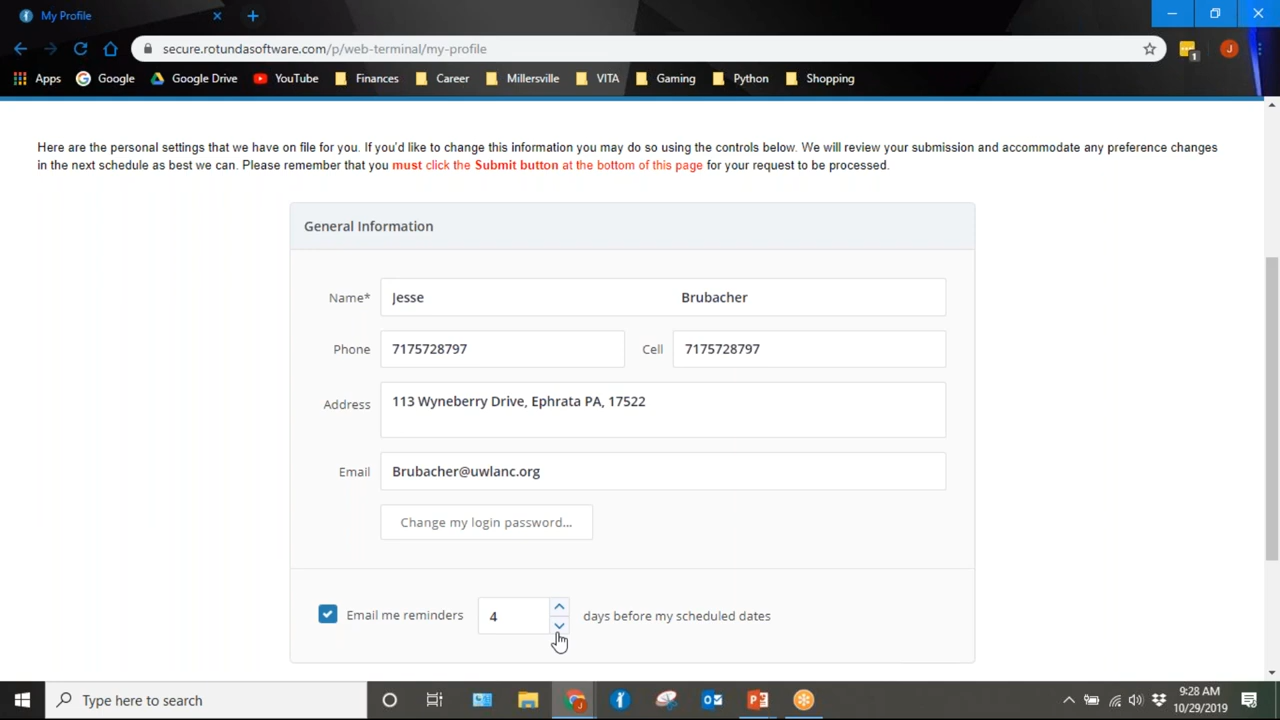 My Profile
secure.rotundasoftware.com/p/web-terminal/my-profile
1
J
Apps Google Google Drive YouTube Finances Career Millersville VITA Gaming Python Shopping
Here are the personal settings that we have on file for you. If you'd like to change this information you may do so using the controls below. We will review your submission and accommodate any preference changes
in the next schedule as best we can. Please remember that you must click the Submit button at the bottom of this page for your request to be processed.
General Information
Name* Jesse Brubacher
Phone 7175728797 Cell 7175728797
Address 113 Wyneberry Drive, Ephrata PA, 17522
Email Brubacher@uwlanc.org
Change my login password...
Email me reminders 4 days before my scheduled dates
Type here to search
9:28 AM
10/29/2019